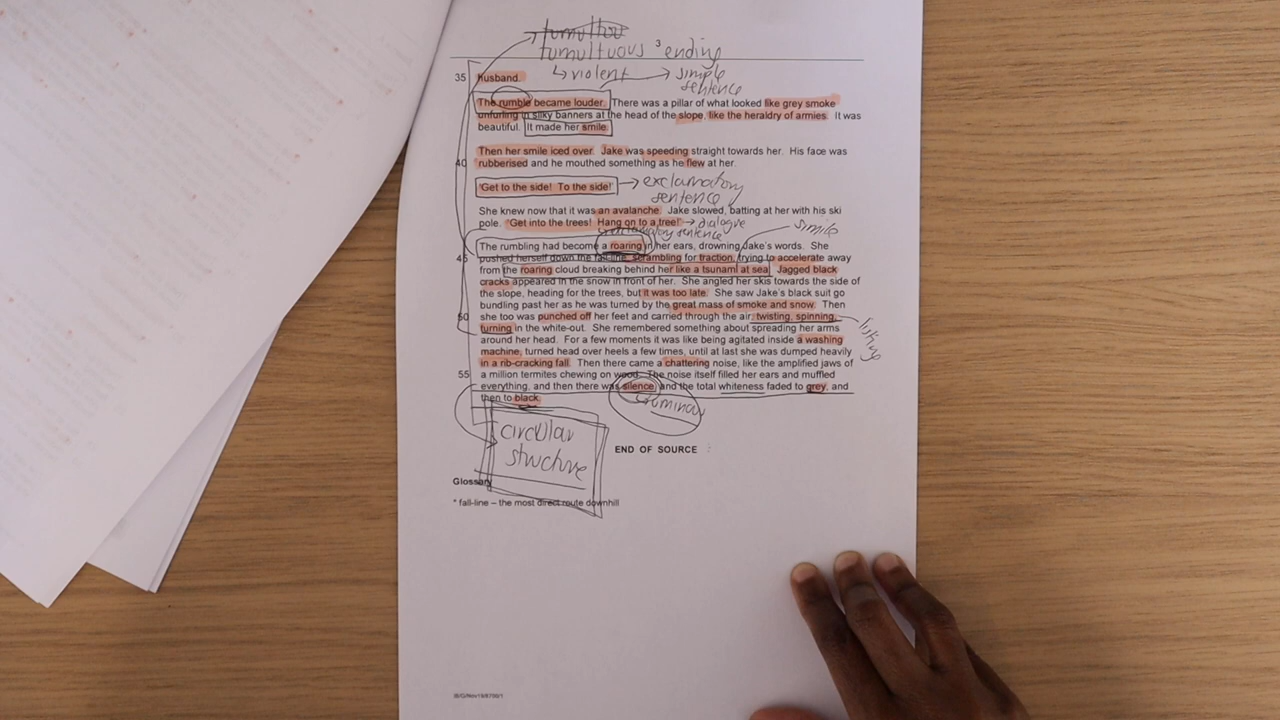 tumultuous ending
3
↳ violent → simple
sentence
35 husband.
The rumble became louder. There was a pillar of what looked like grey smoke
unfurling in silky banners at the head of the slope, like the heraldry of armies. It was
beautiful. It made her smile.
Then her smile iced over. Jake was speeding straight towards her. His face was
40 rubberised and he mouthed something as he flew at her.
'Get to the side! To the side!' → exclamatory
sentence
She knew now that it was an avalanche. Jake slowed, batting at her with his ski
pole. 'Get into the trees! Hang on to a tree!' → dialogue
exclamatory sentence
simile
The rumbling had become a roaring in her ears, drowning Jake's words. She
45 pushed herself down the fall-line*, scrambling for traction, trying to accelerate away
from the roaring cloud breaking behind her like a tsunami at sea. Jagged black
cracks appeared in the snow in front of her. She angled her skis towards the side of
the slope, heading for the trees, but it was too late. She saw Jake's black suit go
bundling past her as he was turned by the great mass of smoke and snow. Then
50 she too was punched off her feet and carried through the air, twisting, spinning,
turning in the white-out. She remembered something about spreading her arms
listing
around her head. For a few moments it was like being agitated inside a washing
machine, turned head over heels a few times, until at last she was dumped heavily
in a rib-cracking fall. Then there came a chattering noise, like the amplified jaws of
55 a million termites chewing on wood. The noise itself filled her ears and muffled
everything, and then there was silence, and the total whiteness faded to grey, and
then to black.
circular
structure
END OF SOURCE
Glossary
* fall-line – the most direct route downhill
IB/G/Nov19/8700/1